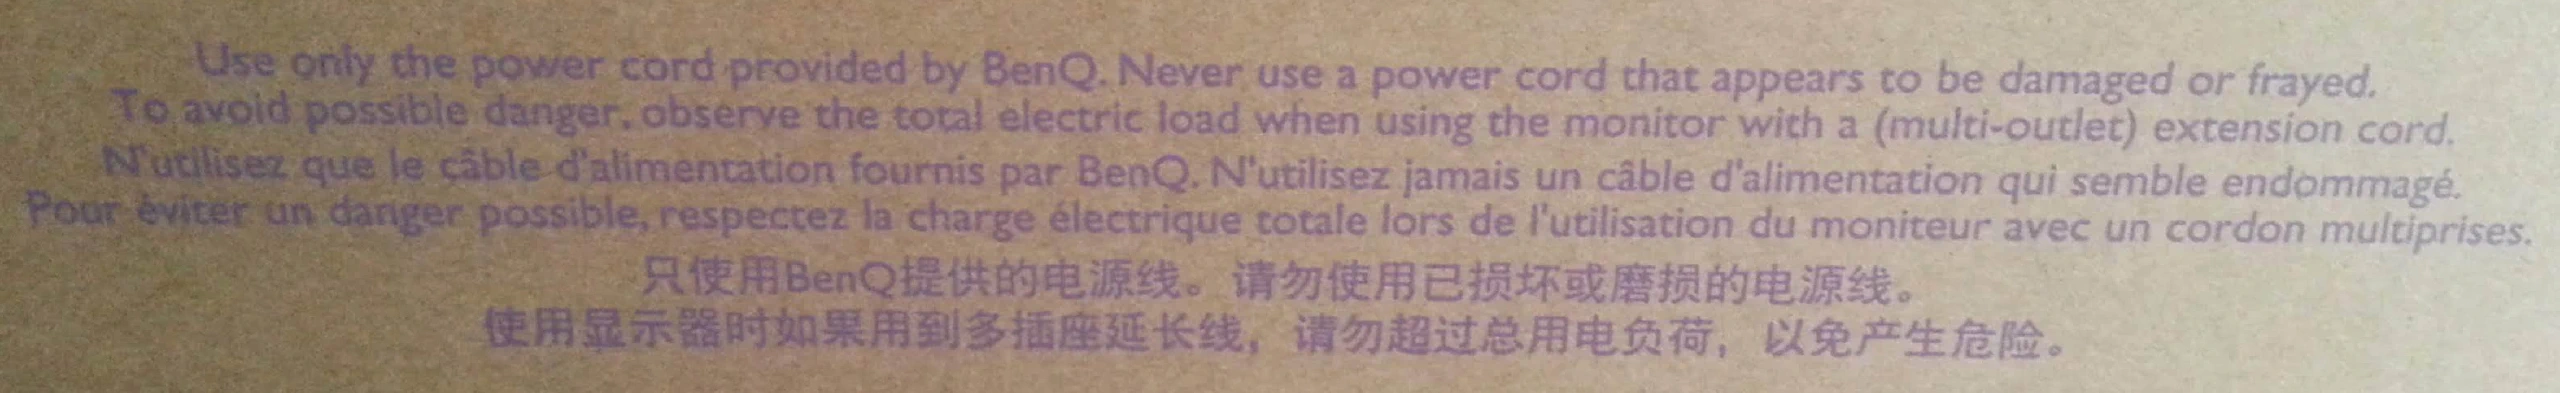 Use only the power cord provided by BenQ. Never use a power cord that appears to be damaged or frayed.
To avoid possible danger, observe the total electric load when using the monitor with a (multi-outlet) extension cord.
N'utilisez que le câble d'alimentation fournis par BenQ. N'utilisez jamais un câble d'alimentation qui semble endommagé.
Pour èviter un danger possible, respectez la charge électrique totale lors de l'utilisation du moniteur avec un cordon multiprises.
只使用BenQ提供的电源线。请勿使用已损坏或磨损的电源线。
使用显示器时如果用到多插座延长线，请勿超过总用电负荷，以免产生危险。